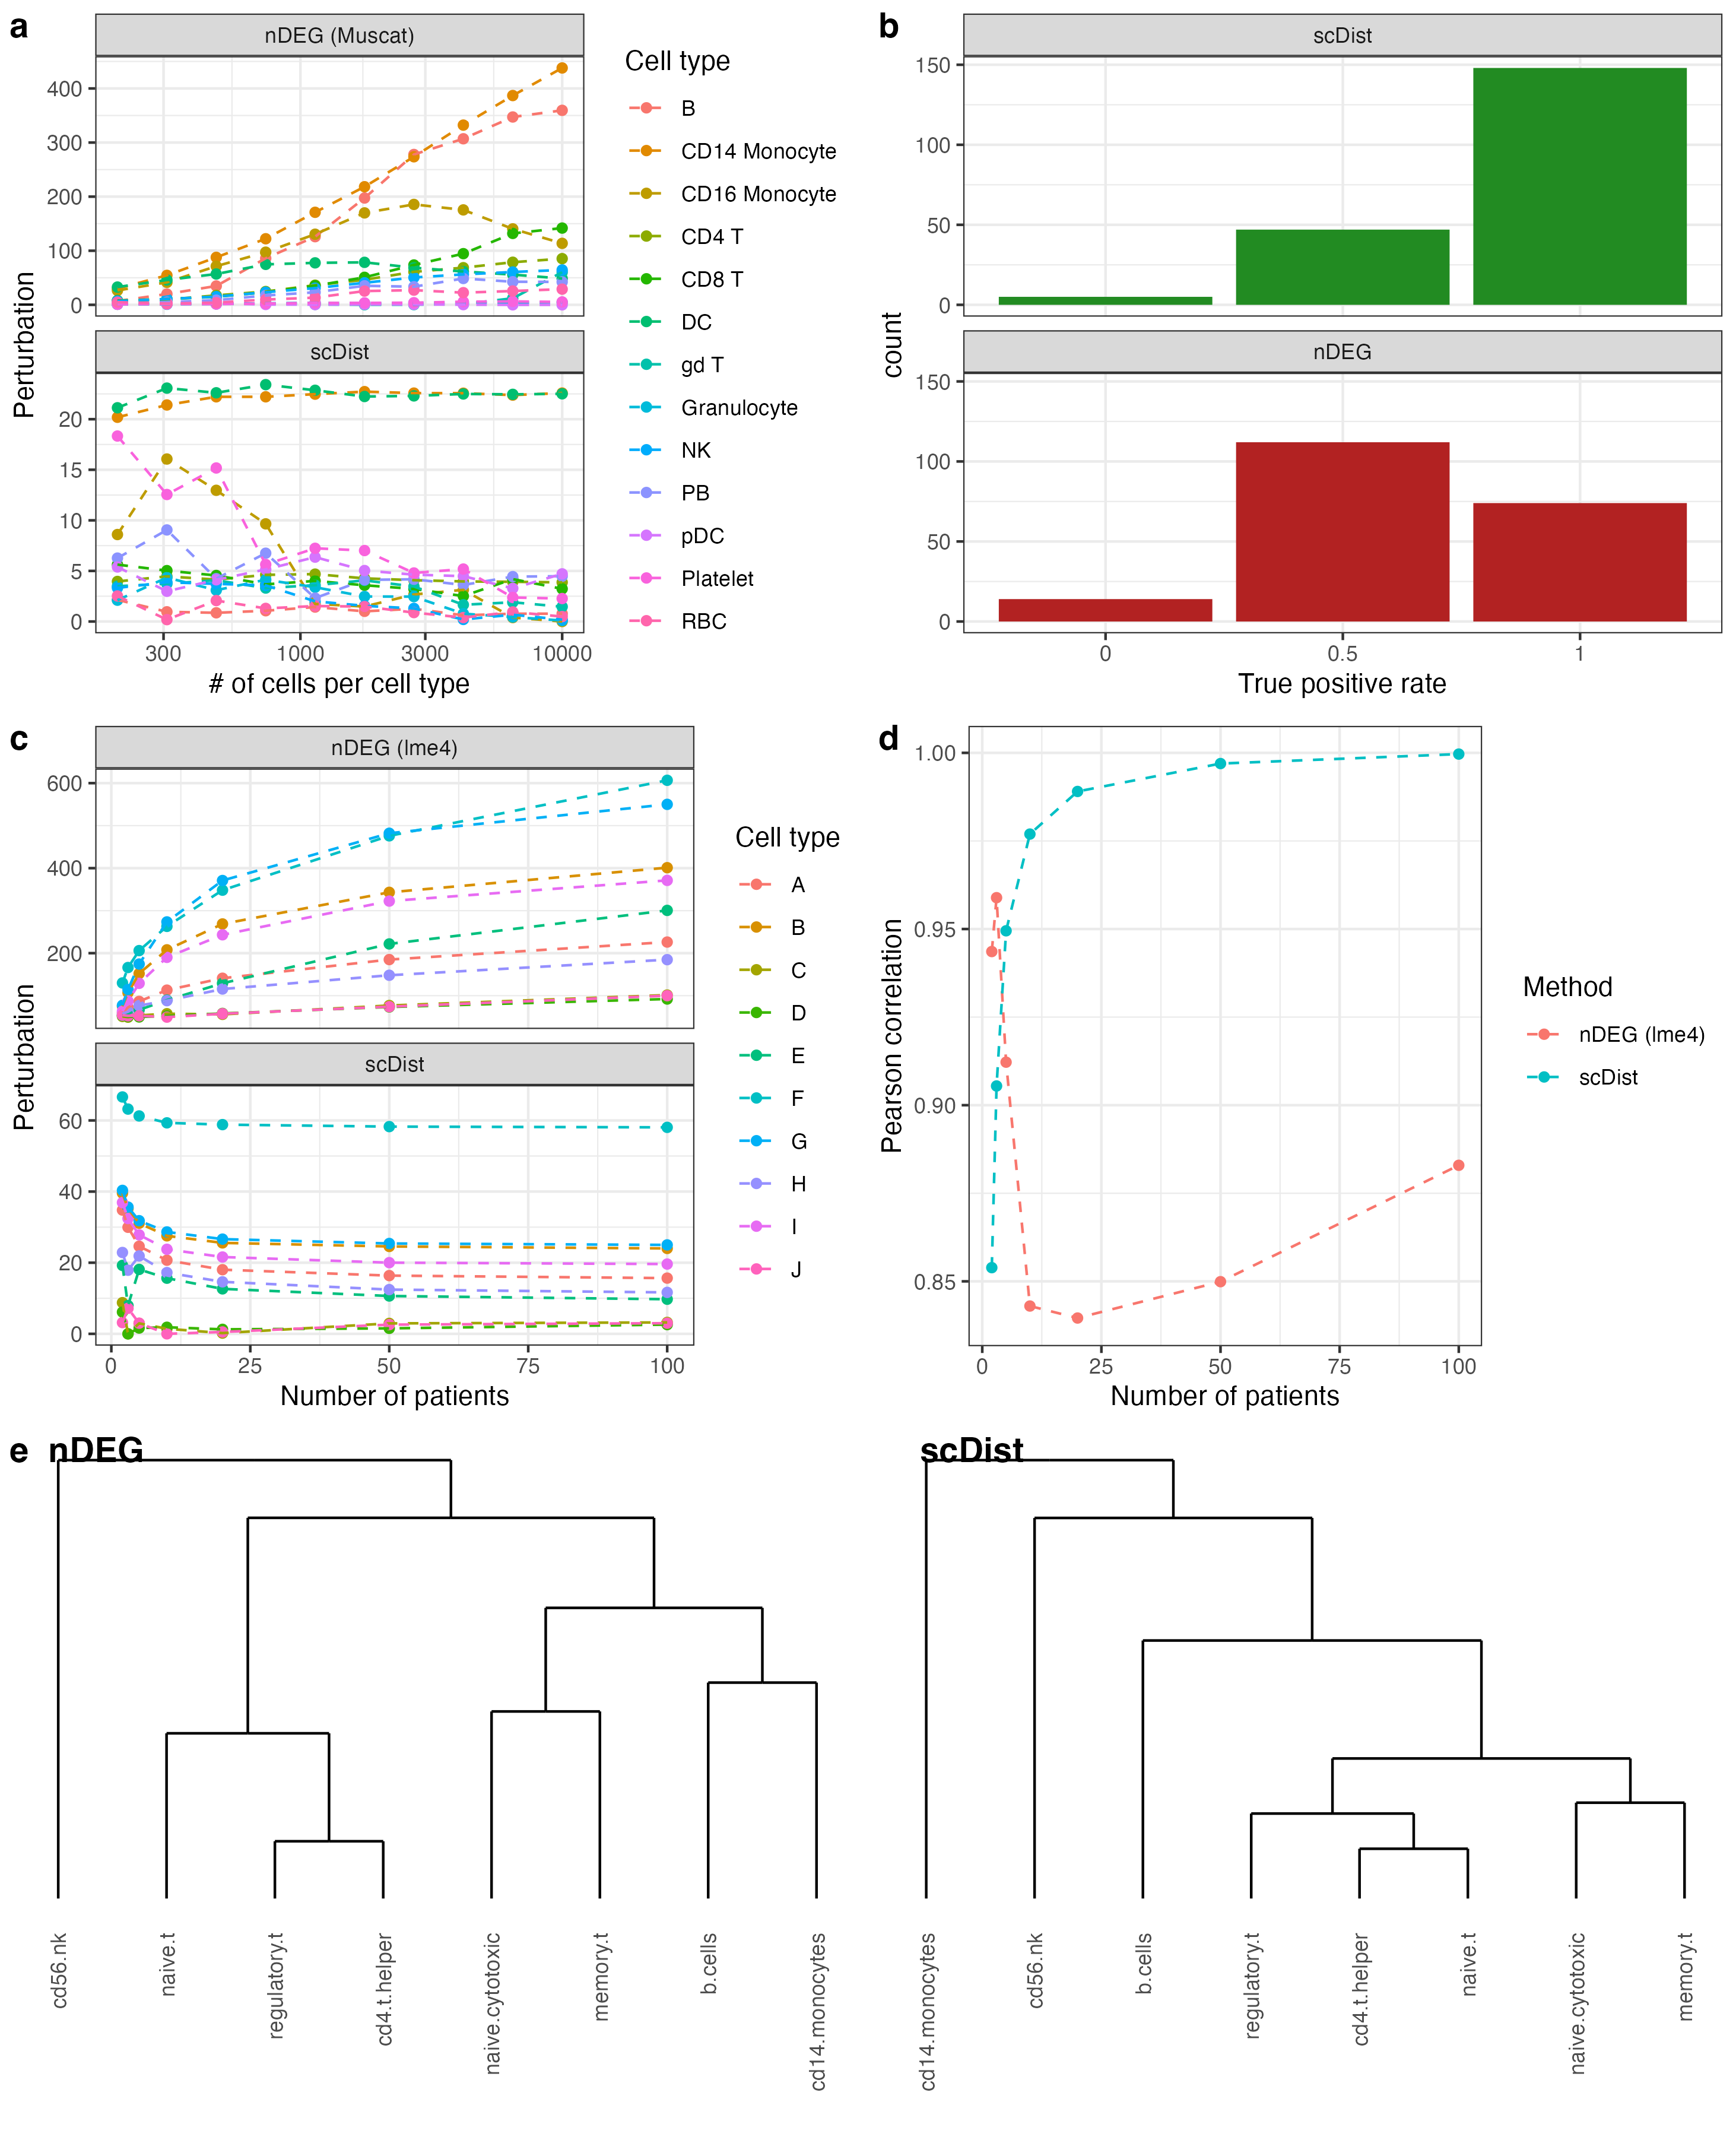 a
nDEG (Muscat)
400
300
200
100
0
scDist
20
15
10
5
0
Perturbation
300 1000 3000 10000
# of cells per cell type
Cell type
B
CD14 Monocyte
CD16 Monocyte
CD4 T
CD8 T
DC
gd T
Granulocyte
NK
PB
pDC
Platelet
RBC
b
scDist
150
100
50
0
nDEG
150
100
50
0
count
0 0.5 1
True positive rate
c
nDEG (lme4)
600
400
200
scDist
60
40
20
0
Perturbation
0 25 50 75 100
Number of patients
Cell type
A
B
C
D
E
F
G
H
I
J
d
1.00
0.95
0.90
0.85
Pearson correlation
0 25 50 75 100
Number of patients
Method
nDEG (lme4)
scDist
e nDEG
cd56.nk
naive.t
regulatory.t
cd4.t.helper
naive.cytotoxic
memory.t
b.cells
cd14.monocytes
scDist
cd14.monocytes
cd56.nk
b.cells
regulatory.t
cd4.t.helper
naive.t
naive.cytotoxic
memory.t